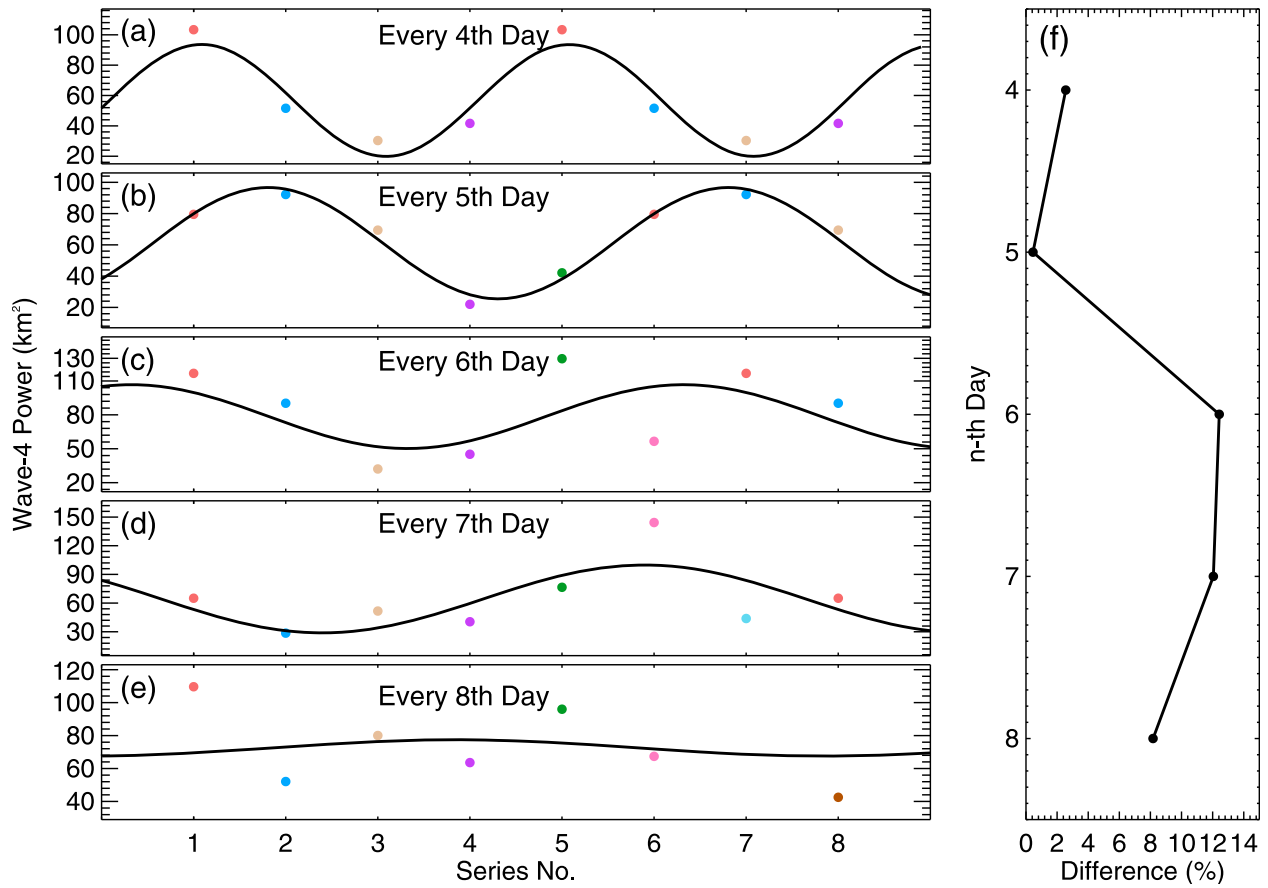 (a) Every 4th Day
100
80
60
40
20
(b) Every 5th Day
100
80
60
40
20
(c) Every 6th Day
130
110
80
50
20
(d) Every 7th Day
150
120
90
60
30
(e) Every 8th Day
120
100
80
60
40
1 2 3 4 5 6 7 8
Series No.
Wave-4 Power (km²)
(f)
4
5
6
7
8
n-th Day
0 2 4 6 8 10 12 14
Difference (%)